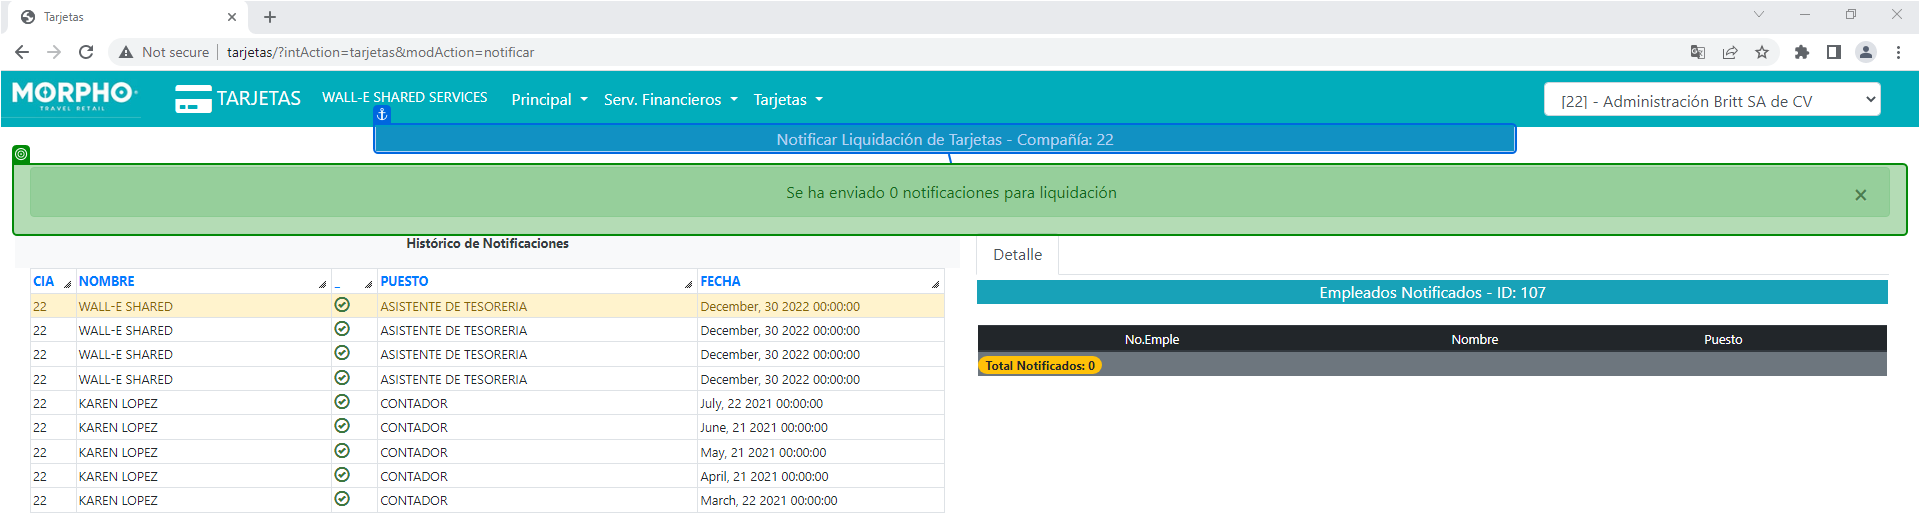 Tarjetas
Not secure tarjetas/?intAction=tarjetas&modAction=notificar
MORPHO
TRAVEL RETAIL
TARJETAS WALL-E SHARED SERVICES Principal Serv. Financieros Tarjetas [22] - Administración Britt SA de CV
Notificar Liquidación de Tarjetas - Compañía: 22
Se ha enviado 0 notificaciones para liquidación ×
Histórico de Notificaciones
CIA NOMBRE _ PUESTO FECHA
22 WALL-E SHARED ASISTENTE DE TESORERIA December, 30 2022 00:00:00
22 WALL-E SHARED ASISTENTE DE TESORERIA December, 30 2022 00:00:00
22 WALL-E SHARED ASISTENTE DE TESORERIA December, 30 2022 00:00:00
22 WALL-E SHARED ASISTENTE DE TESORERIA December, 30 2022 00:00:00
22 KAREN LOPEZ CONTADOR July, 22 2021 00:00:00
22 KAREN LOPEZ CONTADOR June, 21 2021 00:00:00
22 KAREN LOPEZ CONTADOR May, 21 2021 00:00:00
22 KAREN LOPEZ CONTADOR April, 21 2021 00:00:00
22 KAREN LOPEZ CONTADOR March, 22 2021 00:00:00
Detalle
Empleados Notificados - ID: 107
No.Emple Nombre Puesto
Total Notificados: 0